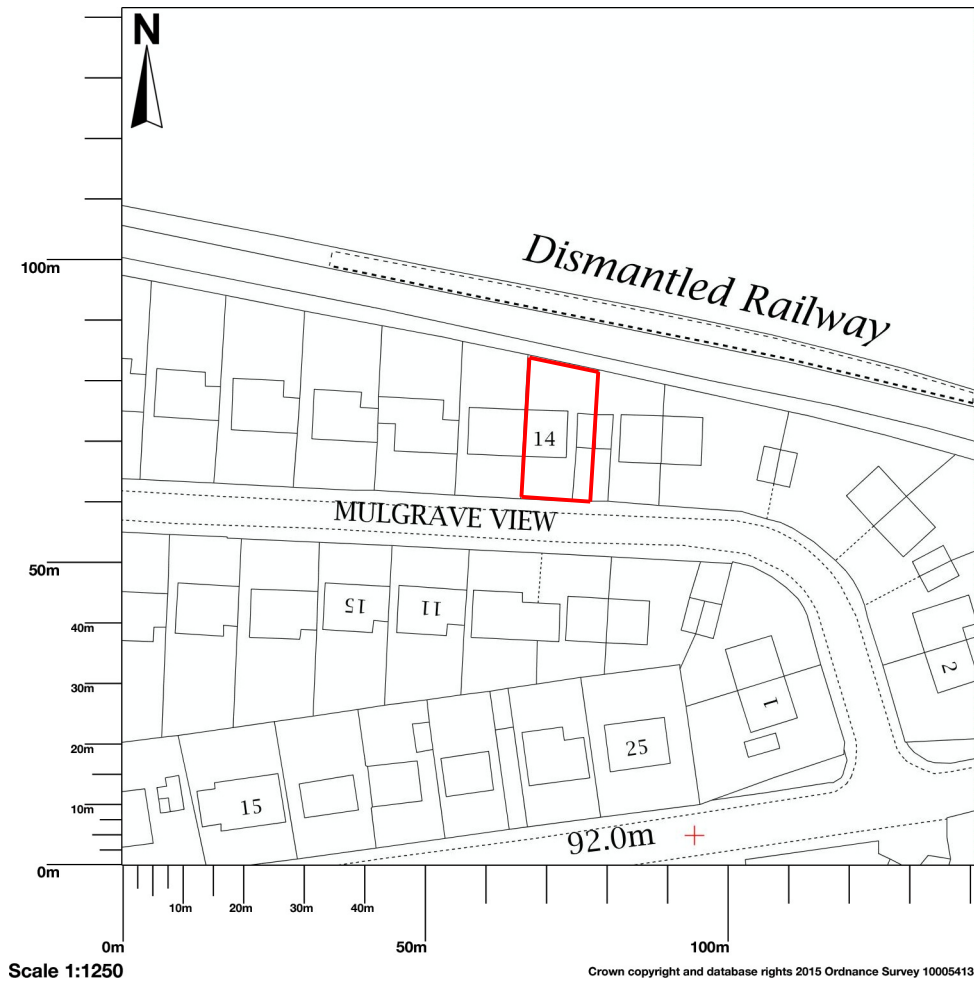 N
Dismantled Railway
100m
14
MULGRAVE VIEW
50m
15
11
40m
30m
2
1
20m
25
15
10m
92.0m
0m
10m 20m 30m 40m
0m 50m 100m
Scale 1:1250
Crown copyright and database rights 2015 Ordnance Survey 10005413